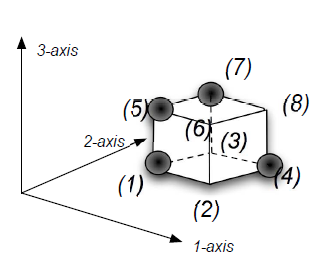 3-axis
(7)
(5)
(8)
(6)
2-axis
(3)
(1)
(4)
(2)
1-axis